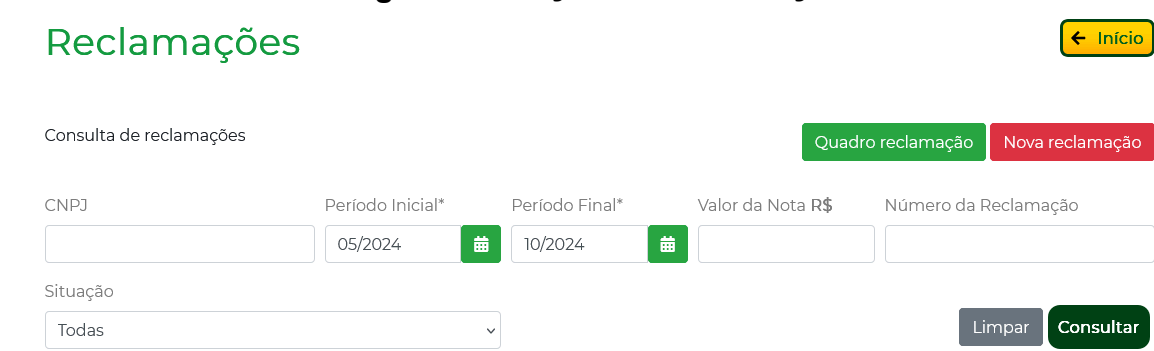 Reclamações
Início
Consulta de reclamações
Quadro reclamação
Nova reclamação
CNPJ
Período Inicial*
Período Final*
Valor da Nota R$
Número da Reclamação
05/2024
10/2024
Situação
Todas
Limpar
Consultar